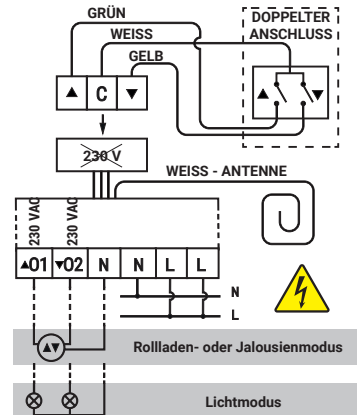 GRÜN
DOPPELTER
ANSCHLUSS
WEISS
GELB
▲ C ▼
▲ ▼
230 V
WEISS - ANTENNE
230 VAC
230 VAC
▲01 ▼02 N N L L
N
L
▲▼ Rollladen- oder Jalousienmodus
Lichtmodus